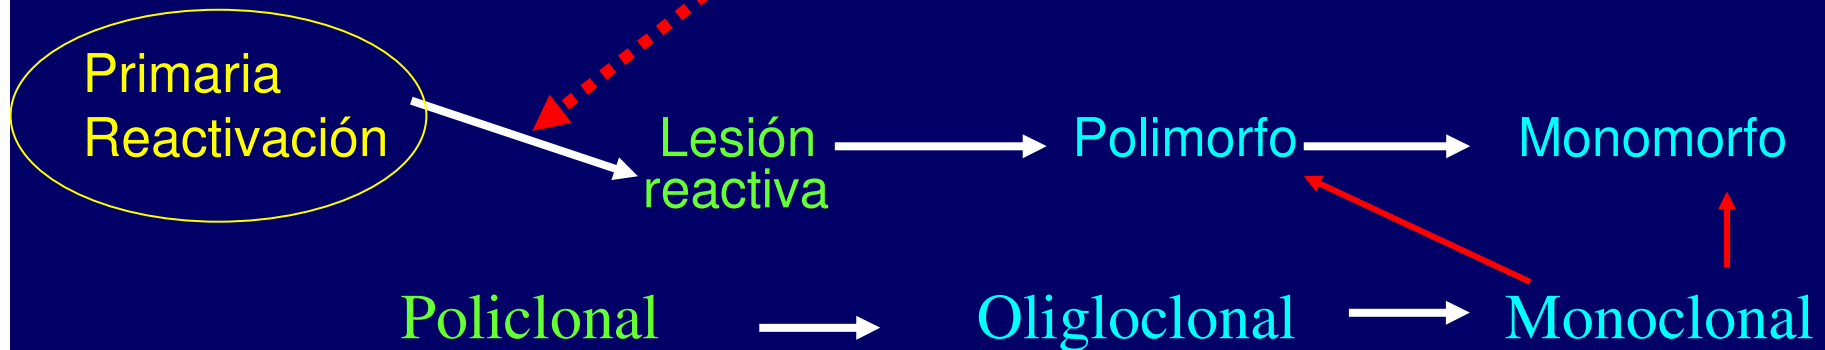 Primaria
Reactivación
Lesión
reactiva
Polimorfo
Monomorfo
Policlonal
Oligloclonal
Monoclonal